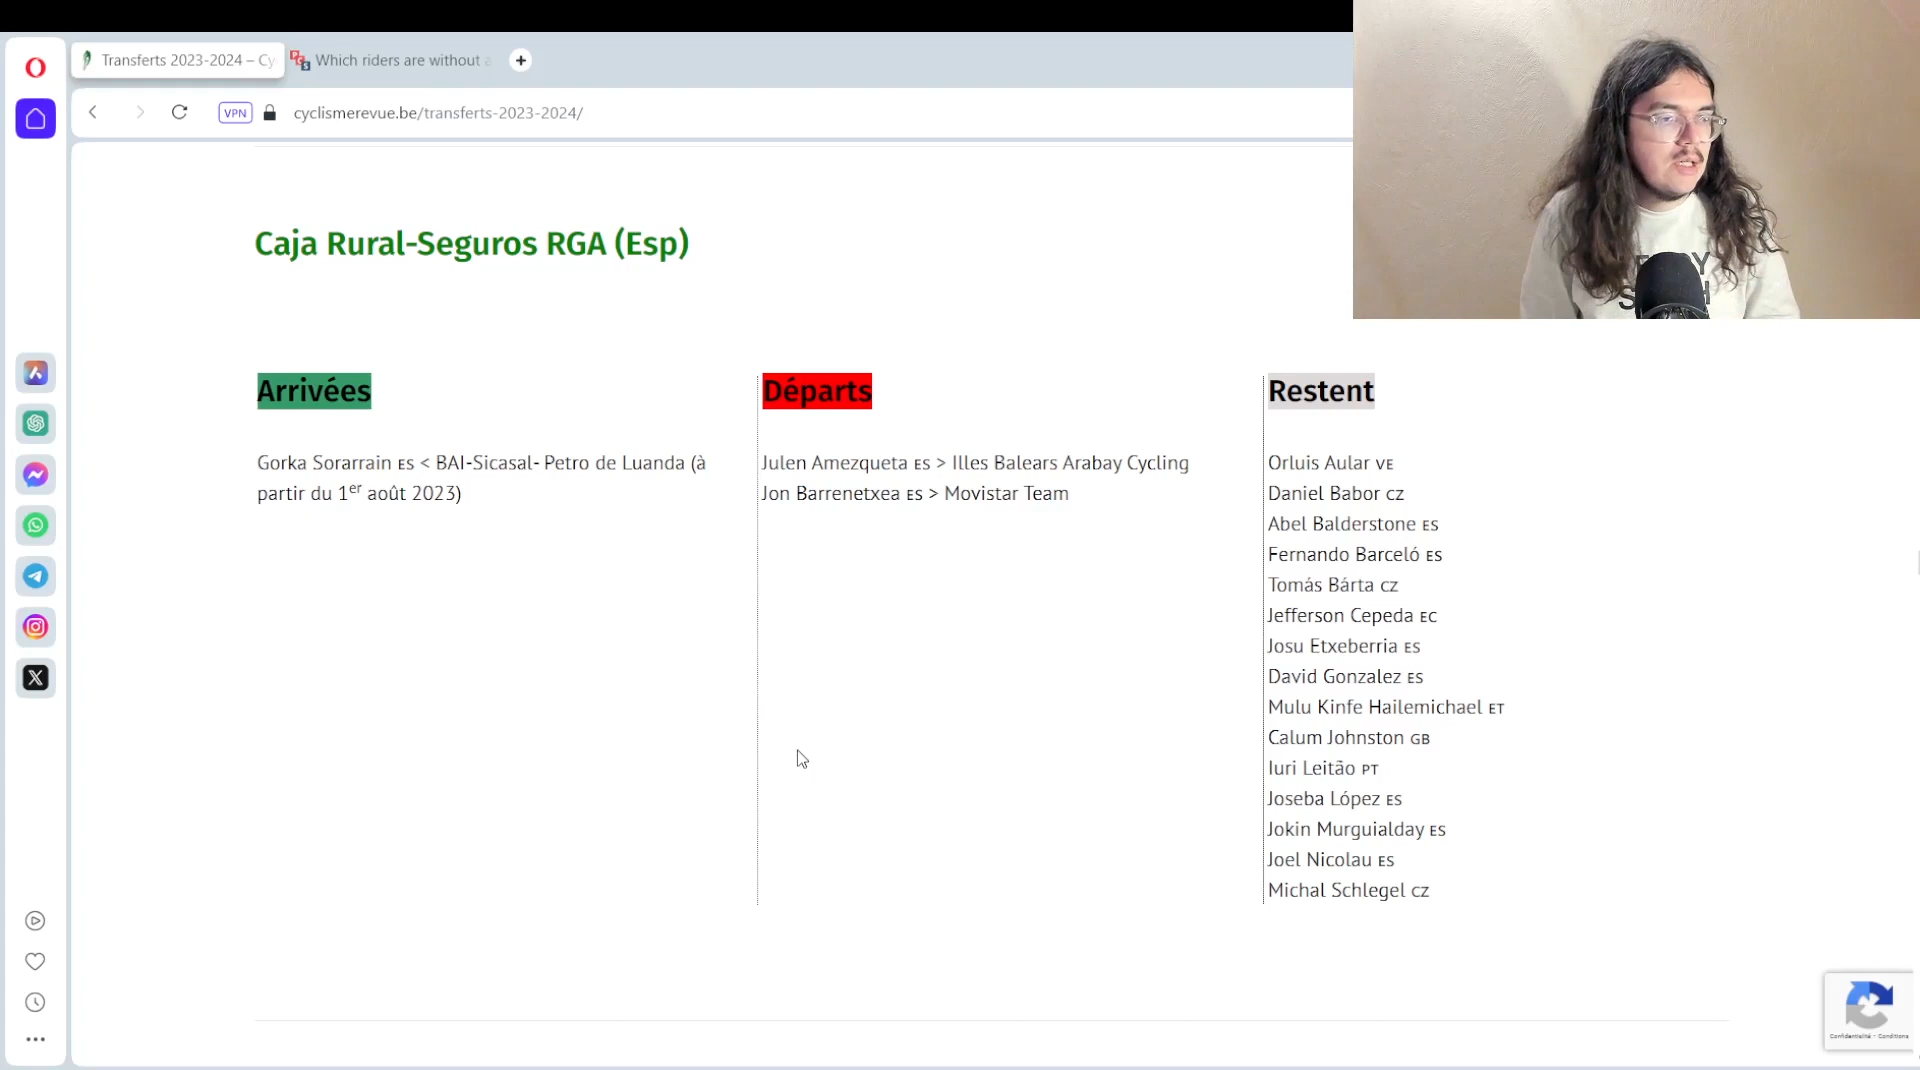 Transferts 2023-2024 – Cy
Which riders are without a
VPN
cyclismerevue.be/transferts-2023-2024/
Caja Rural-Seguros RGA (Esp)
Arrivées
Gorka Sorarrain ES < BAI-Sicasal- Petro de Luanda (à
partir du 1er août 2023)
Départs
Julen Amezqueta ES > Illes Balears Arabay Cycling
Jon Barrenetxea ES > Movistar Team
Restent
Orluis Aular VE
Daniel Babor CZ
Abel Balderstone ES
Fernando Barceló ES
Tomás Bárta CZ
Jefferson Cepeda EC
Josu Etxeberria ES
David Gonzalez ES
Mulu Kinfe Hailemichael ET
Calum Johnston GB
Iuri Leitão PT
Joseba López ES
Jokin Murguialday ES
Joel Nicolau ES
Michal Schlegel CZ
Confidentialité - Conditions